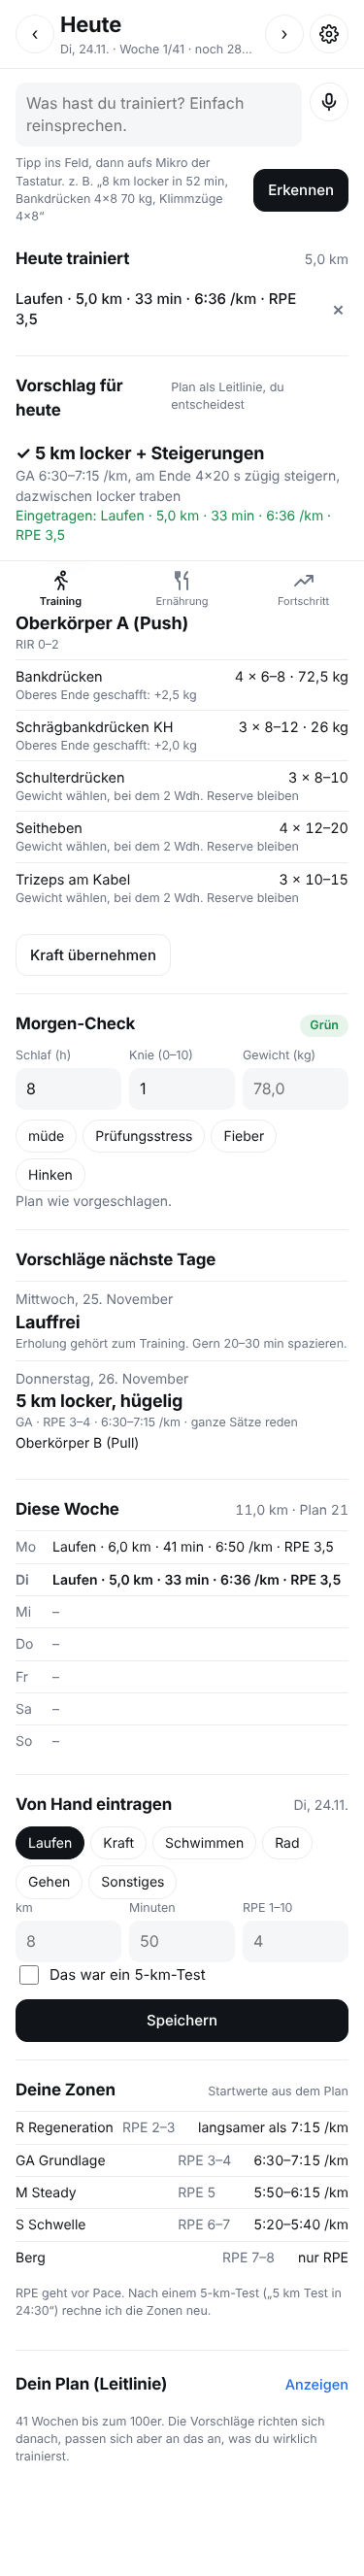 ‹
Heute
Di, 24.11. · Woche 1/41 · noch 28…
›
Was hast du trainiert? Einfach
reinsprechen.
Tipp ins Feld, dann aufs Mikro der
Tastatur. z. B. „8 km locker in 52 min,
Bankdrücken 4×8 70 kg, Klimmzüge
4×8“
Erkennen
Heute trainiert
5,0 km
Laufen · 5,0 km · 33 min · 6:36 /km · RPE
3,5
×
Vorschlag für
heute
Plan als Leitlinie, du
entscheidest
✓ 5 km locker + Steigerungen
GA 6:30–7:15 /km, am Ende 4×20 s zügig steigern,
dazwischen locker traben
Eingetragen: Laufen · 5,0 km · 33 min · 6:36 /km ·
RPE 3,5
Training
Ernährung
Fortschritt
Oberkörper A (Push)
RIR 0–2
Bankdrücken 4 × 6–8 · 72,5 kg
Oberes Ende geschafft: +2,5 kg
Schrägbankdrücken KH 3 × 8–12 · 26 kg
Oberes Ende geschafft: +2,0 kg
Schulterdrücken 3 × 8–10
Gewicht wählen, bei dem 2 Wdh. Reserve bleiben
Seitheben 4 × 12–20
Gewicht wählen, bei dem 2 Wdh. Reserve bleiben
Trizeps am Kabel 3 × 10–15
Gewicht wählen, bei dem 2 Wdh. Reserve bleiben
Kraft übernehmen
Morgen-Check
Grün
Schlaf (h) Knie (0–10) Gewicht (kg)
8 1 78,0
müde Prüfungsstress Fieber
Hinken
Plan wie vorgeschlagen.
Vorschläge nächste Tage
Mittwoch, 25. November
Lauffrei
Erholung gehört zum Training. Gern 20–30 min spazieren.
Donnerstag, 26. November
5 km locker, hügelig
GA · RPE 3–4 · 6:30–7:15 /km · ganze Sätze reden
Oberkörper B (Pull)
Diese Woche 11,0 km · Plan 21
Mo Laufen · 6,0 km · 41 min · 6:50 /km · RPE 3,5
Di Laufen · 5,0 km · 33 min · 6:36 /km · RPE 3,5
Mi –
Do –
Fr –
Sa –
So –
Von Hand eintragen Di, 24.11.
Laufen Kraft Schwimmen Rad
Gehen Sonstiges
km Minuten RPE 1–10
8 50 4
Das war ein 5-km-Test
Speichern
Deine Zonen Startwerte aus dem Plan
R Regeneration RPE 2–3 langsamer als 7:15 /km
GA Grundlage RPE 3–4 6:30–7:15 /km
M Steady RPE 5 5:50–6:15 /km
S Schwelle RPE 6–7 5:20–5:40 /km
Berg RPE 7–8 nur RPE
RPE geht vor Pace. Nach einem 5-km-Test („5 km Test in
24:30“) rechne ich die Zonen neu.
Dein Plan (Leitlinie) Anzeigen
41 Wochen bis zum 100er. Die Vorschläge richten sich
danach, passen sich aber an das an, was du wirklich
trainierst.